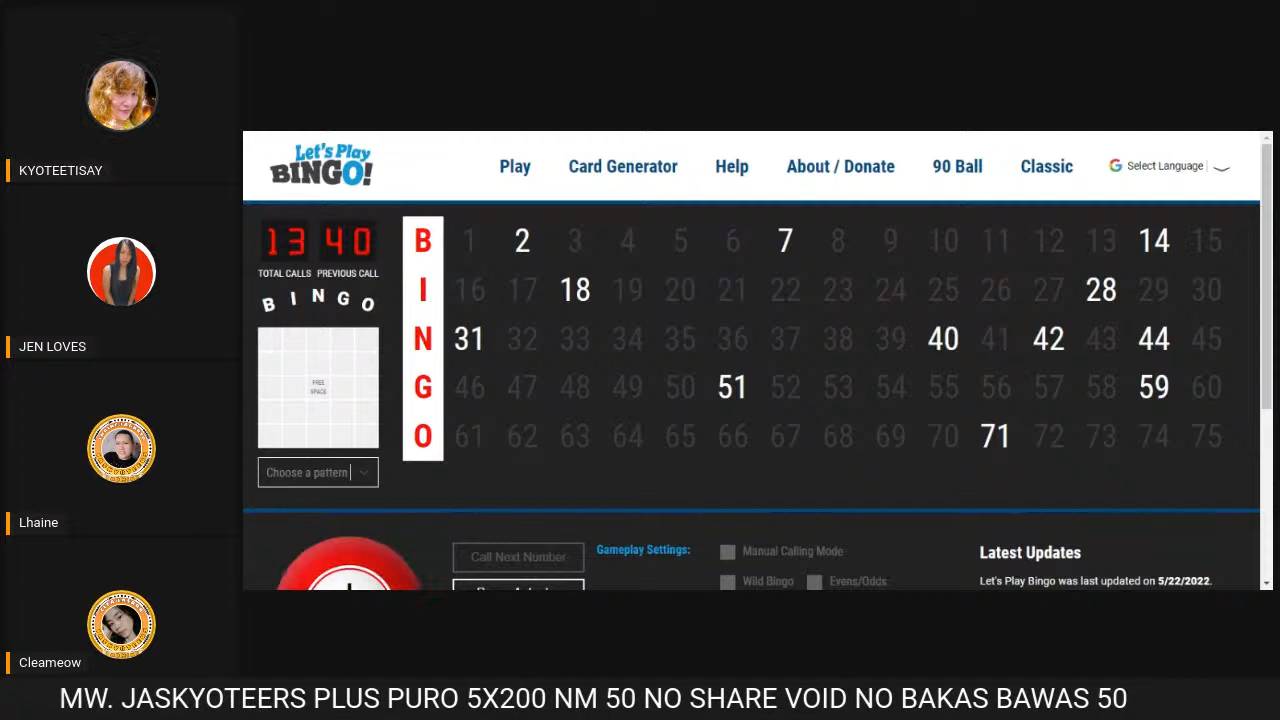 KYOTEETISAY
JEN LOVES
Lhaine
Cleameow
Let's Play
BINGO!
Play Card Generator Help About / Donate 90 Ball Classic Select Language
13 40
TOTAL CALLS PREVIOUS CALL
B I N G O
FREE
SPACE
Choose a pattern
B 1 2 3 4 5 6 7 8 9 10 11 12 13 14 15
I 16 17 18 19 20 21 22 23 24 25 26 27 28 29 30
N 31 32 33 34 35 36 37 38 39 40 41 42 43 44 45
G 46 47 48 49 50 51 52 53 54 55 56 57 58 59 60
O 61 62 63 64 65 66 67 68 69 70 71 72 73 74 75
Call Next Number
Gameplay Settings:
Manual Calling Mode
Wild Bingo Evens/Odds
Latest Updates
Let's Play Bingo was last updated on 5/22/2022.
MW. JASKYOTEERS PLUS PURO 5X200 NM 50 NO SHARE VOID NO BAKAS BAWAS 50